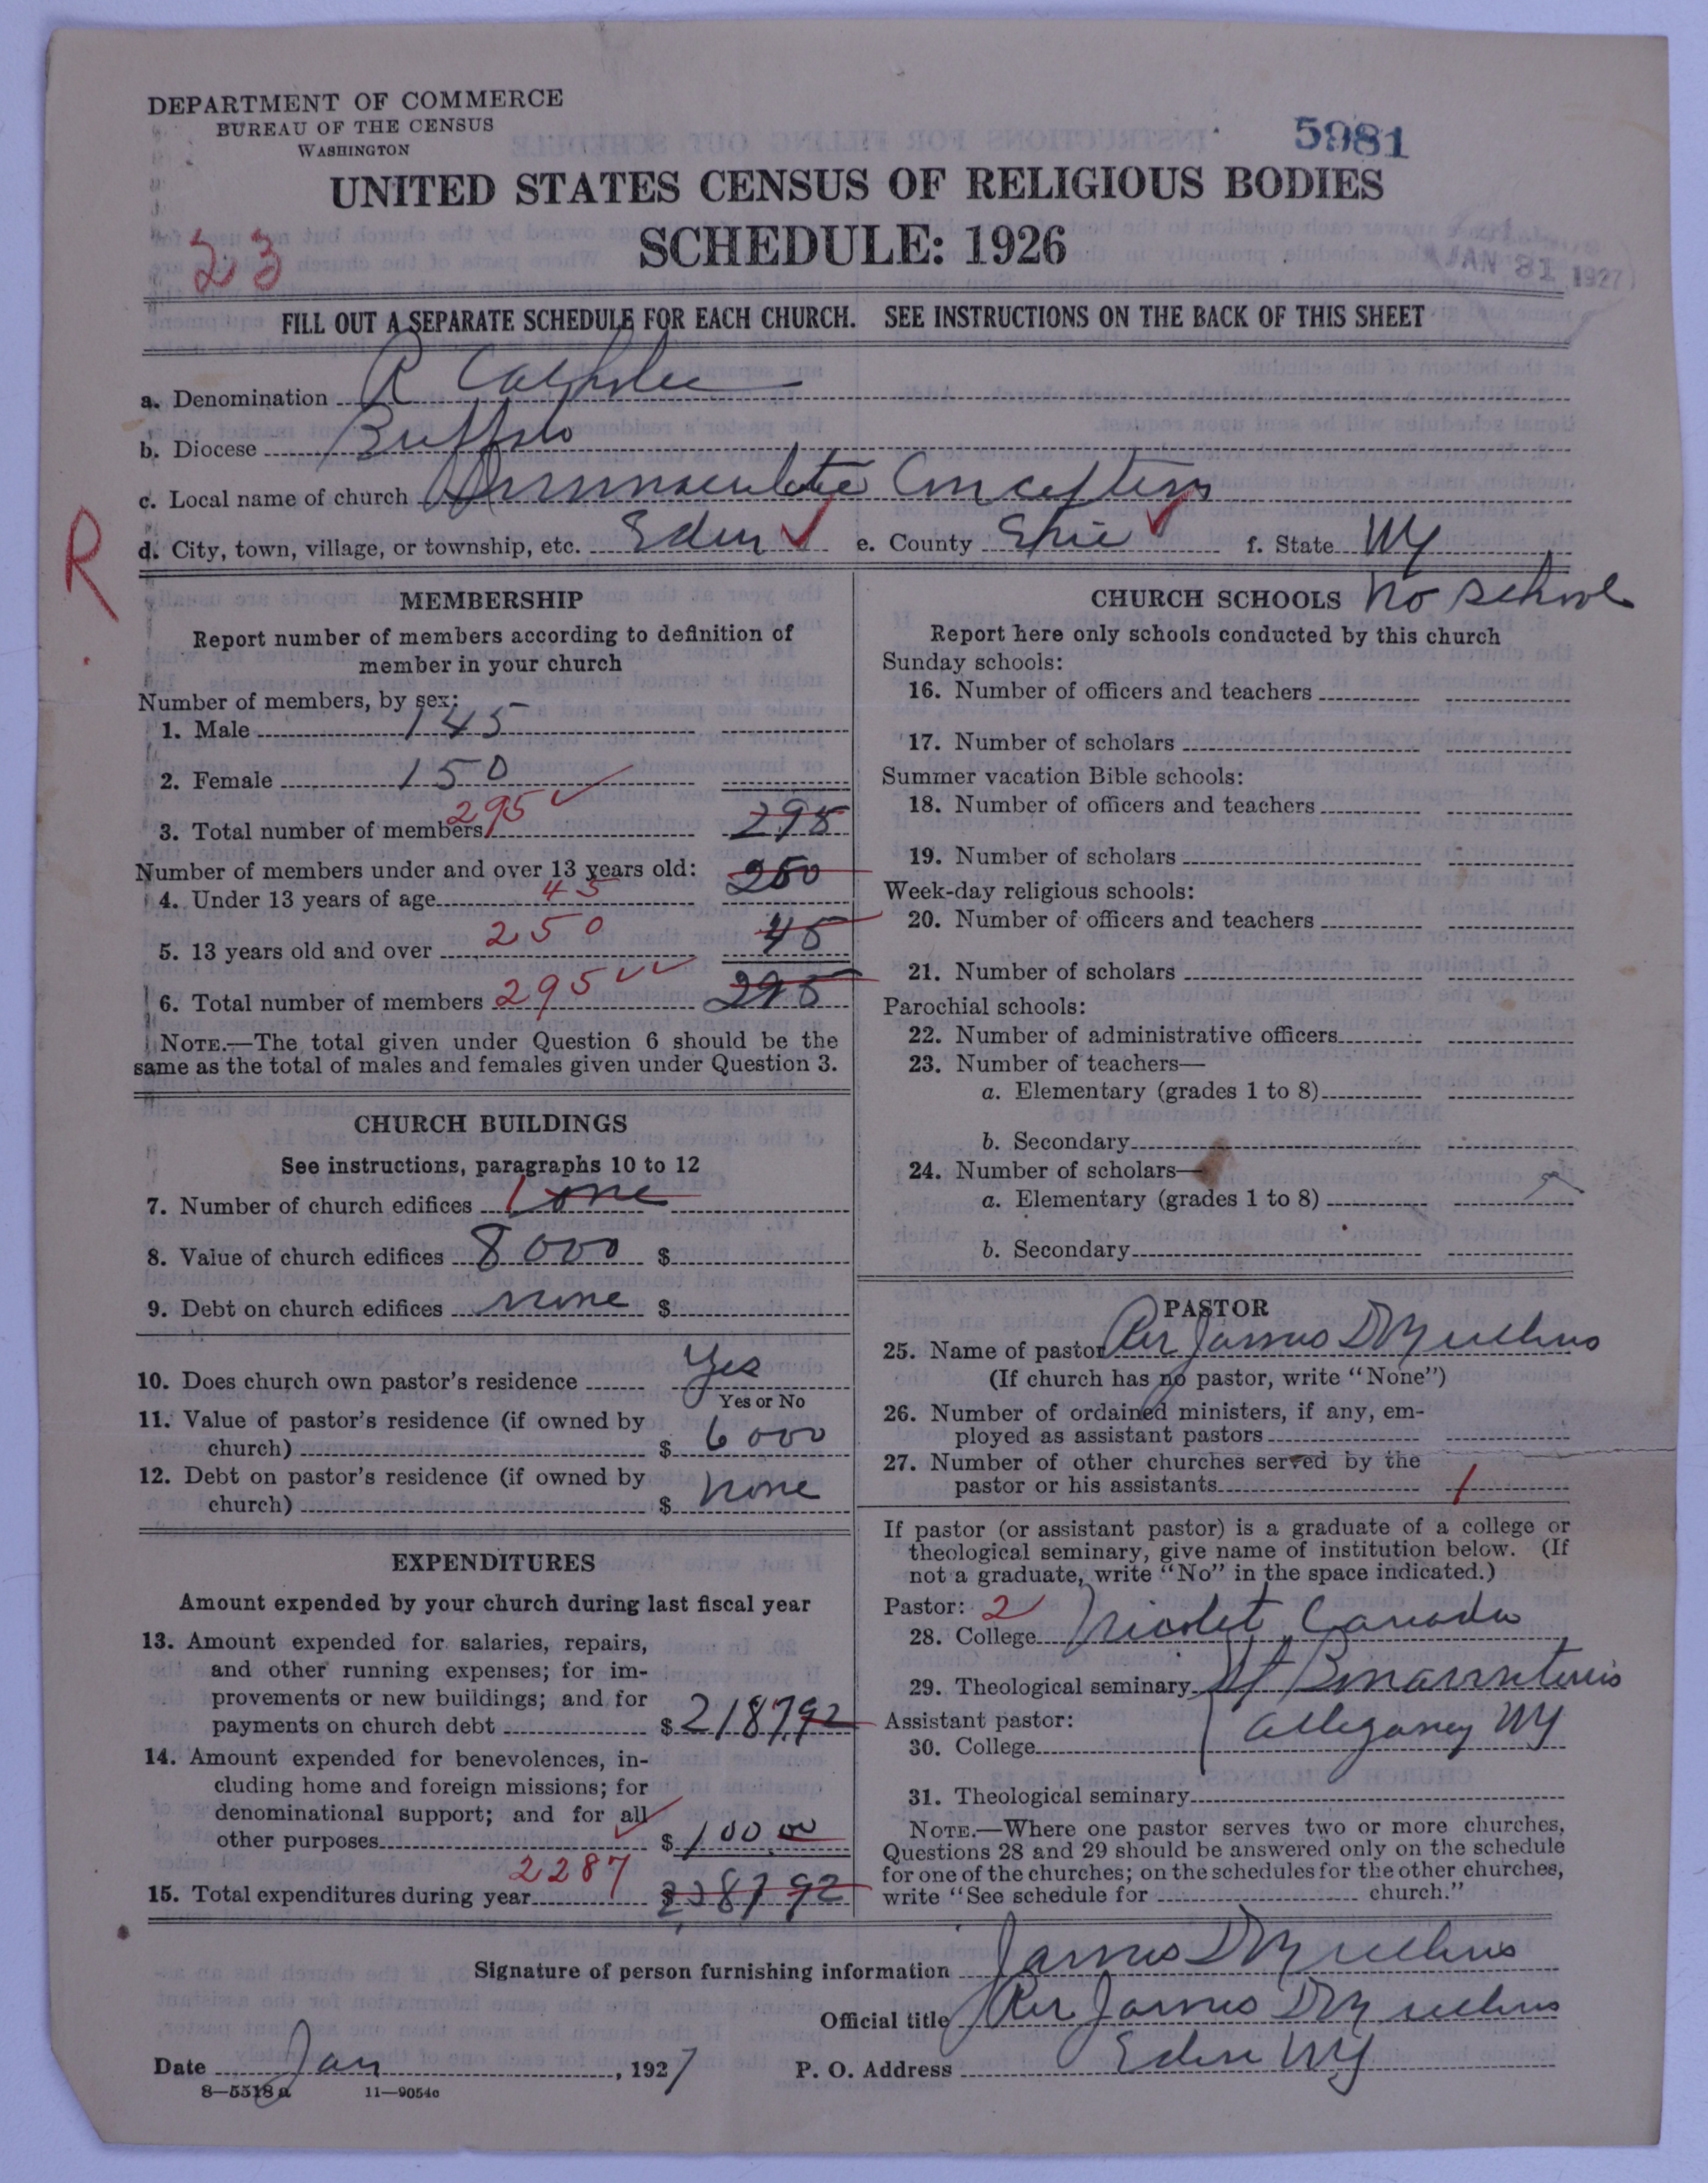 DEPARTMENT OF COMMERCE
BUREAU OF THE CENSUS
WASHINGTON
5981
UNITED STATES CENSUS OF RELIGIOUS BODIES
SCHEDULE: 1926
23
JAN 31 1927
FILL OUT A SEPARATE SCHEDULE FOR EACH CHURCH. SEE INSTRUCTIONS ON THE BACK OF THIS SHEET
a. Denomination R Catholic
b. Diocese Buffalo
c. Local name of church Immaculate Conception
R
d. City, town, village, or township, etc. Eden e. County Erie f. State NY
MEMBERSHIP
Report number of members according to definition of
member in your church
Number of members, by sex:
1. Male 145
2. Female 150
3. Total number of members 295 295
Number of members under and over 13 years old: 250
4. Under 13 years of age 45
5. 13 years old and over 250 45
6. Total number of members 295 295
NOTE.—The total given under Question 6 should be the
same as the total of males and females given under Question 3.
CHURCH BUILDINGS
See instructions, paragraphs 10 to 12
7. Number of church edifices 1 one
8. Value of church edifices 8000 $
9. Debt on church edifices none $
10. Does church own pastor's residence Yes
Yes or No
11. Value of pastor's residence (if owned by
church) $ 6000
12. Debt on pastor's residence (if owned by
church) $ none
EXPENDITURES
Amount expended by your church during last fiscal year
13. Amount expended for salaries, repairs,
and other running expenses; for im-
provements or new buildings; and for
payments on church debt $ 2187.92
14. Amount expended for benevolences, in-
cluding home and foreign missions; for
denominational support; and for all
other purposes $ 100 00
2287
15. Total expenditures during year $ 2287 92
CHURCH SCHOOLS No school
Report here only schools conducted by this church
Sunday schools:
16. Number of officers and teachers
17. Number of scholars
Summer vacation Bible schools:
18. Number of officers and teachers
19. Number of scholars
Week-day religious schools:
20. Number of officers and teachers
21. Number of scholars
Parochial schools:
22. Number of administrative officers
23. Number of teachers—
a. Elementary (grades 1 to 8)
b. Secondary
24. Number of scholars—
a. Elementary (grades 1 to 8)
b. Secondary
PASTOR
25. Name of pastor Rev James D Mullins
(If church has no pastor, write "None")
26. Number of ordained ministers, if any, em-
ployed as assistant pastors
27. Number of other churches served by the
pastor or his assistants 1
If pastor (or assistant pastor) is a graduate of a college or
theological seminary, give name of institution below. (If
not a graduate, write "No" in the space indicated.)
Pastor: 2
28. College Nicolet Canada
29. Theological seminary St Bonaventures
Assistant pastor: Allegany NY
30. College
31. Theological seminary
NOTE.—Where one pastor serves two or more churches,
Questions 28 and 29 should be answered only on the schedule
for one of the churches; on the schedules for the other churches,
write "See schedule for church."
Signature of person furnishing information James D Mullins
Official title Rev James D Mullins
Date Jan, 1927 P. O. Address Eden NY
8—5518 a 11—9054c